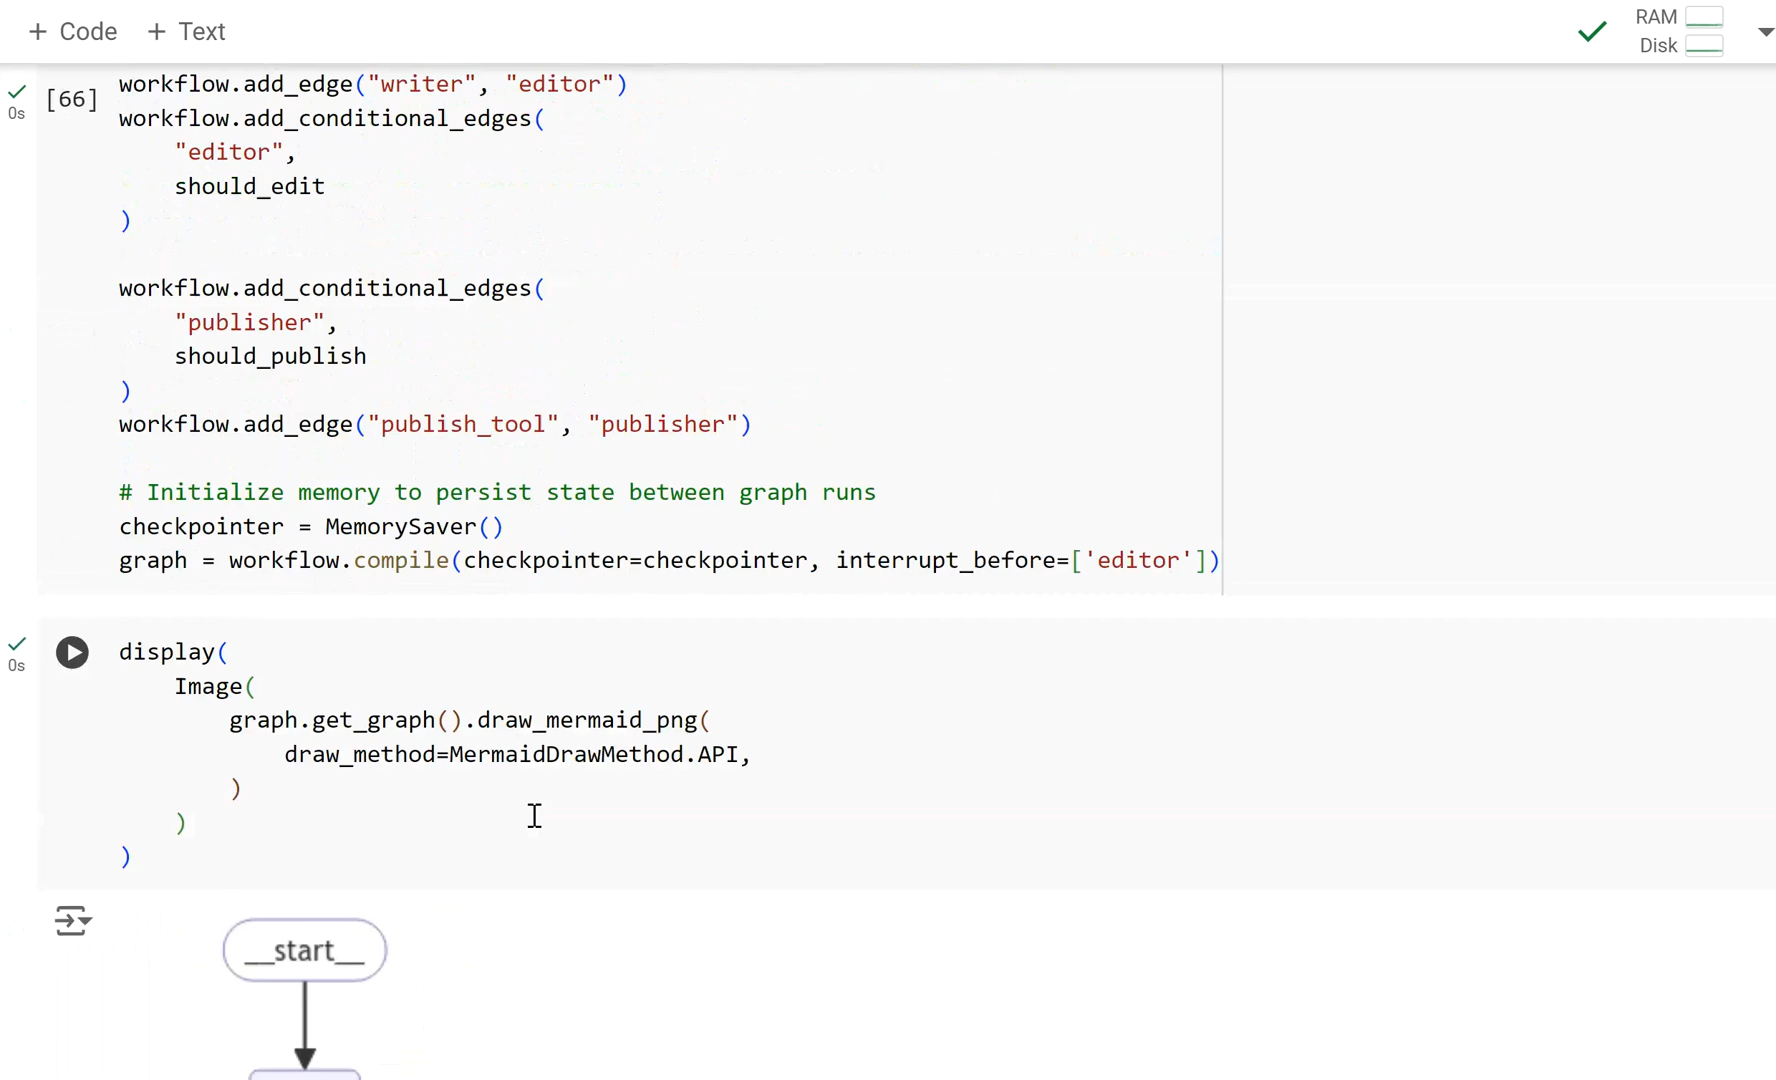 + Code + Text
RAM
Disk
0s
[66]
workflow.add_edge("writer", "editor")
workflow.add_conditional_edges(
    "editor",
    should_edit
)
workflow.add_conditional_edges(
    "publisher",
    should_publish
)
workflow.add_edge("publish_tool", "publisher")
# Initialize memory to persist state between graph runs
checkpointer = MemorySaver()
graph = workflow.compile(checkpointer=checkpointer, interrupt_before=['editor'])
0s
display(
    Image(
        graph.get_graph().draw_mermaid_png(
            draw_method=MermaidDrawMethod.API,
        )
    )
)
__start__